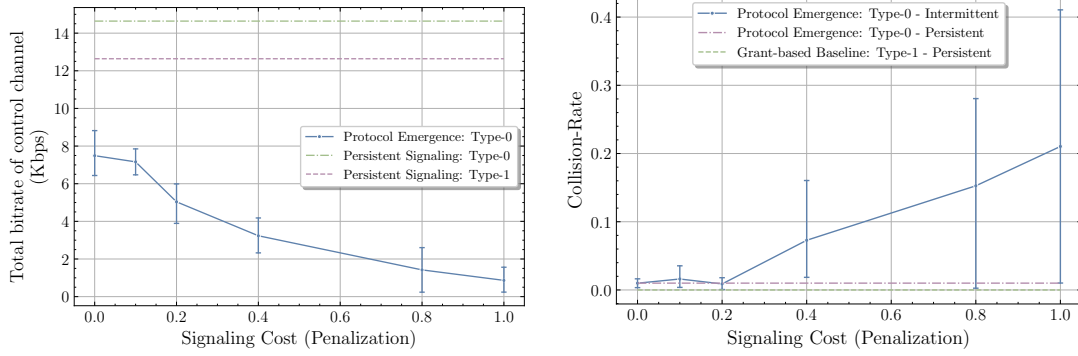 Total bitrate of control channel
(Kbps)
14
12
10
8
6
4
2
0
Protocol Emergence: Type-0
Persistent Signaling: Type-0
Persistent Signaling: Type-1
0.0 0.2 0.4 0.6 0.8 1.0
Signaling Cost (Penalization)
Collision-Rate
0.4
0.3
0.2
0.1
0.0
Protocol Emergence: Type-0 - Intermittent
Protocol Emergence: Type-0 - Persistent
Grant-based Baseline: Type-1 - Persistent
0.0 0.2 0.4 0.6 0.8 1.0
Signaling Cost (Penalization)